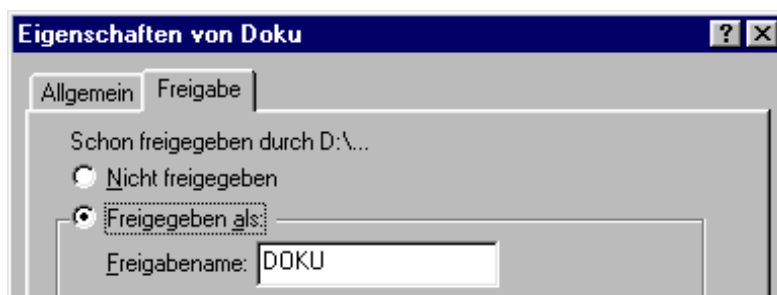 Eigenschaften von Doku
Allgemein Freigabe
Schon freigegeben durch D:\...
Nicht freigegeben
Freigegeben als:
Freigabename: DOKU